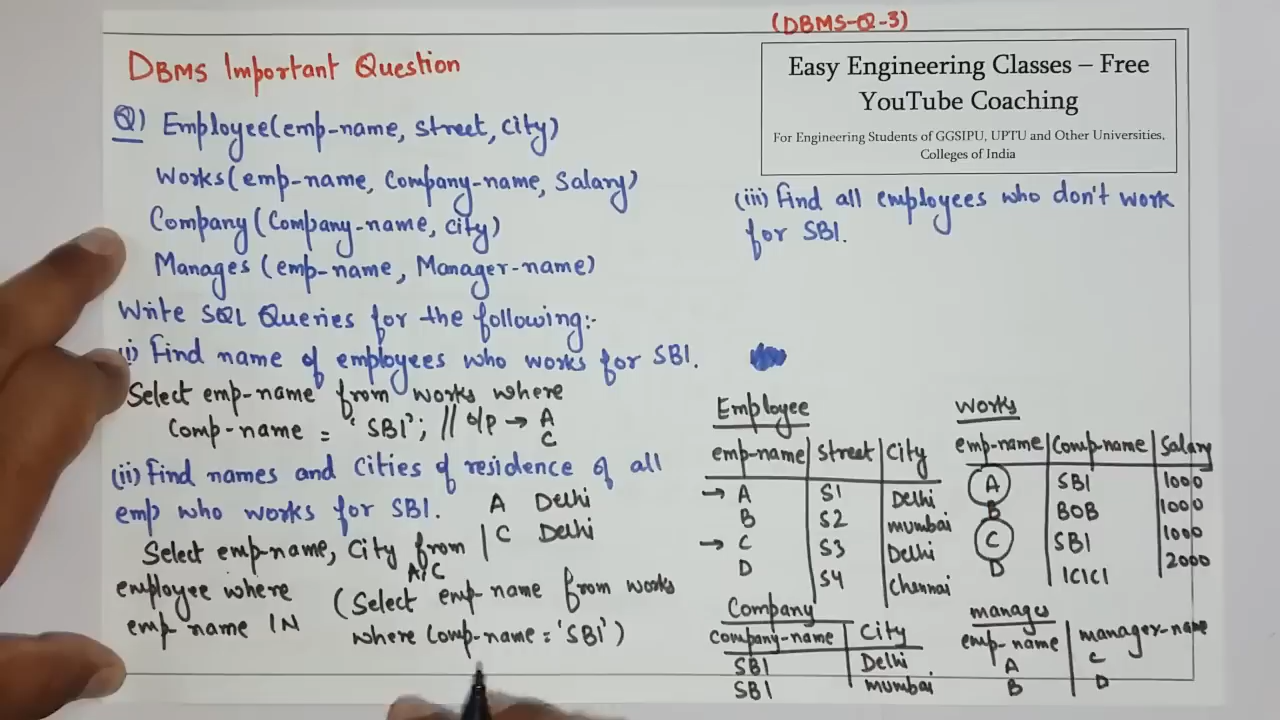 (DBMS-Q-3)
DBMS Important Question
Easy Engineering Classes – Free
YouTube Coaching
For Engineering Students of GGSIPU, UPTU and Other Universities,
Colleges of India
Q) Employee(emp-name, street, city)
Works(emp-name, Company-name, Salary)
Company(Company-name, city)
Manages (emp-name, Manager-name)
Write SQL Queries for the following:-
(i) Find name of employees who works for SBI.
Select emp-name from works where
Comp-name = 'SBI'; // o/p → A
C
(ii) Find names and Cities of residence of all
emp who works for SBI.
A Delhi
C Delhi
Select emp-name, City from
employee where
emp-name IN
A, C
(Select emp-name from works
where Comp-name = 'SBI')
(iii) Find all employees who don't work
for SBI.
Employee
emp-name Street City
→ A S1 Delhi
B S2 mumbai
→ C S3 Delhi
D S4 Chennai
works
emp-name Comp-name Salary
A SBI 1000
B BOB 1000
C SBI 1000
D ICICI 2000
Company
Company-name City
SBI Delhi
SBI mumbai
manages
emp-name manager-name
A C
B D